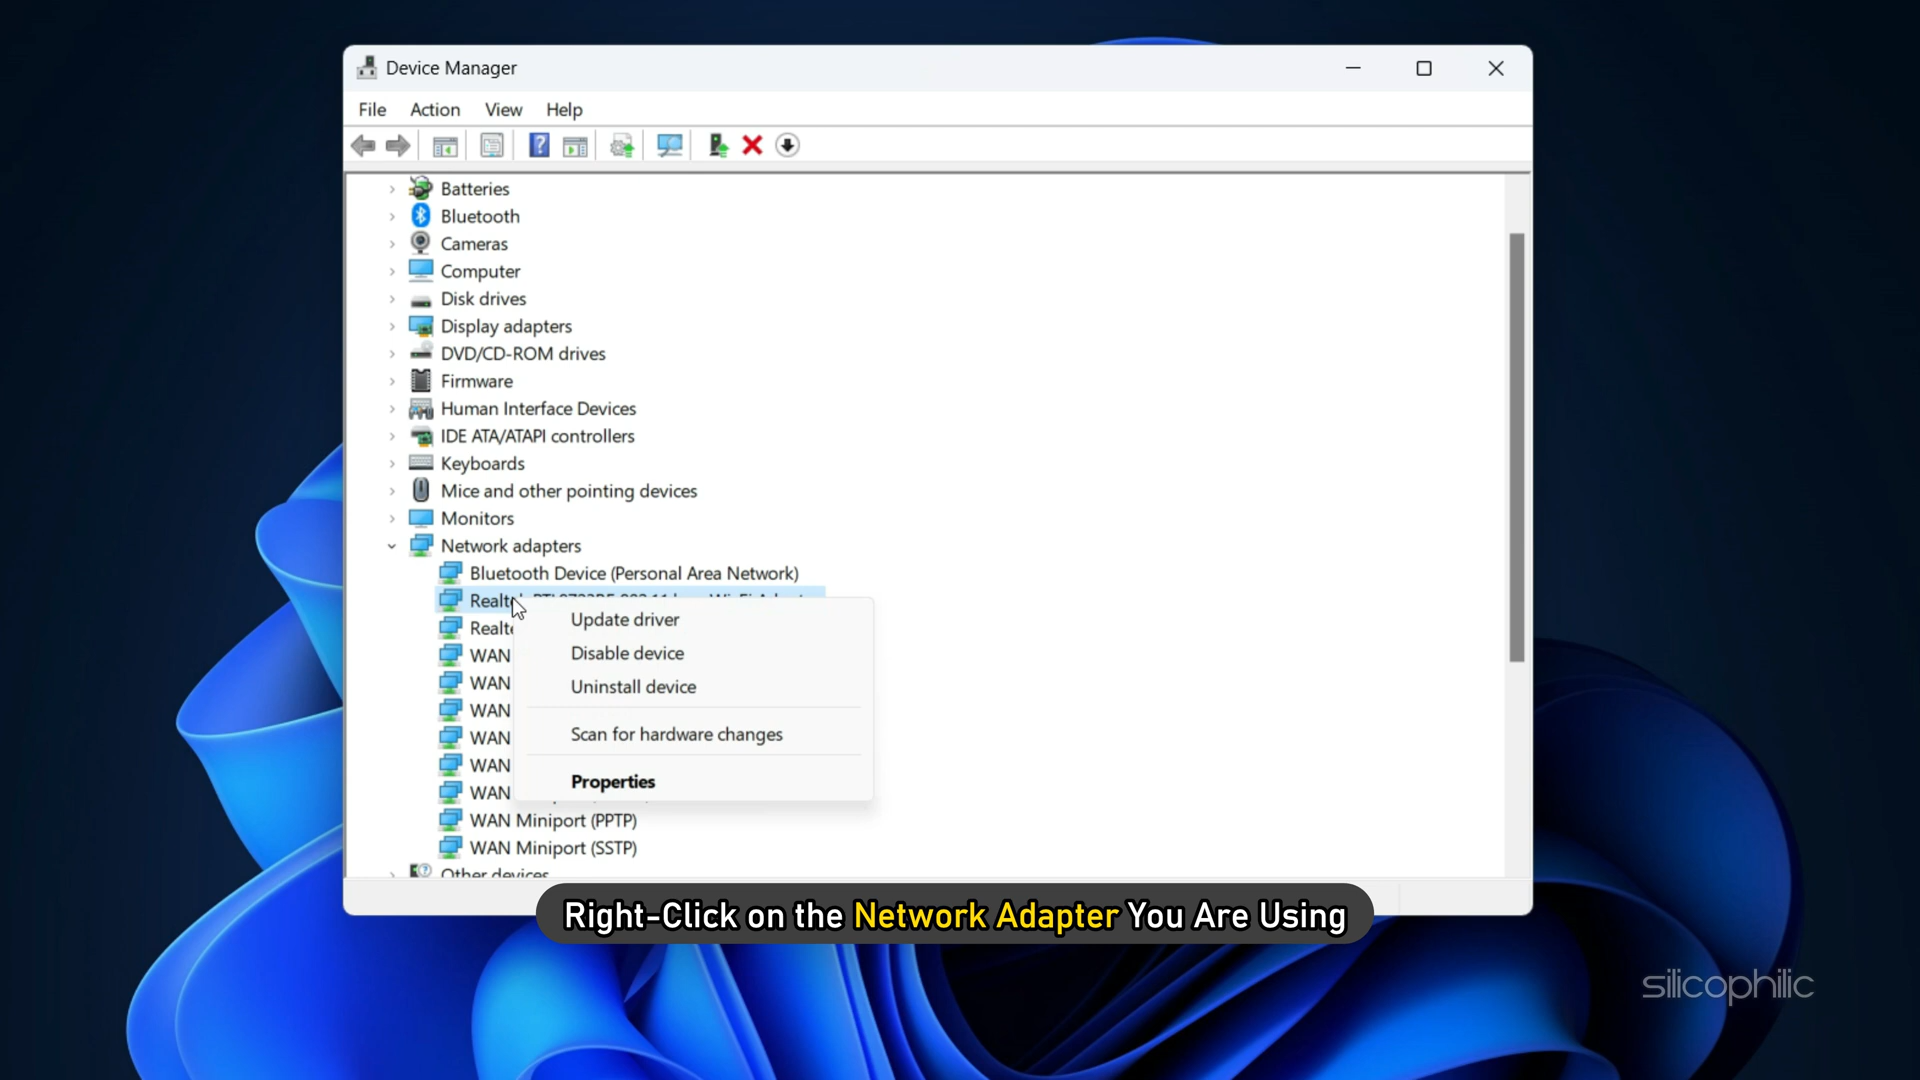 Device Manager
File Action View Help
Batteries
Bluetooth
Cameras
Computer
Disk drives
Display adapters
DVD/CD-ROM drives
Firmware
Human Interface Devices
IDE ATA/ATAPI controllers
Keyboards
Mice and other pointing devices
Monitors
Network adapters
Bluetooth Device (Personal Area Network)
Update driver
Disable device
Uninstall device
Scan for hardware changes
Properties
WAN
WAN
WAN
WAN
WAN
WAN
WAN Miniport (PPTP)
WAN Miniport (SSTP)
Other devices
Right-Click on the Network Adapter You Are Using
silicophilic